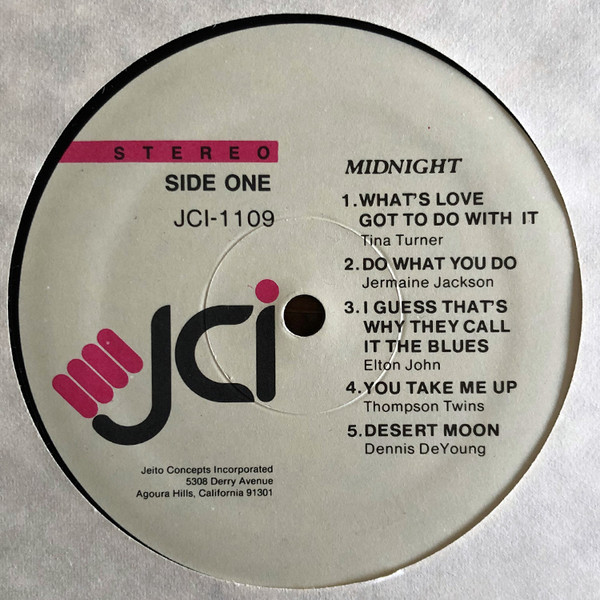 STEREO
SIDE ONE
JCI-1109
MIDNIGHT
1. WHAT'S LOVE
GOT TO DO WITH IT
Tina Turner
2. DO WHAT YOU DO
Jermaine Jackson
3. I GUESS THAT'S
WHY THEY CALL
IT THE BLUES
Elton John
4. YOU TAKE ME UP
Thompson Twins
5. DESERT MOON
Dennis DeYoung
JCi
Jeito Concepts Incorporated
5308 Derry Avenue
Agoura Hills, California 91301